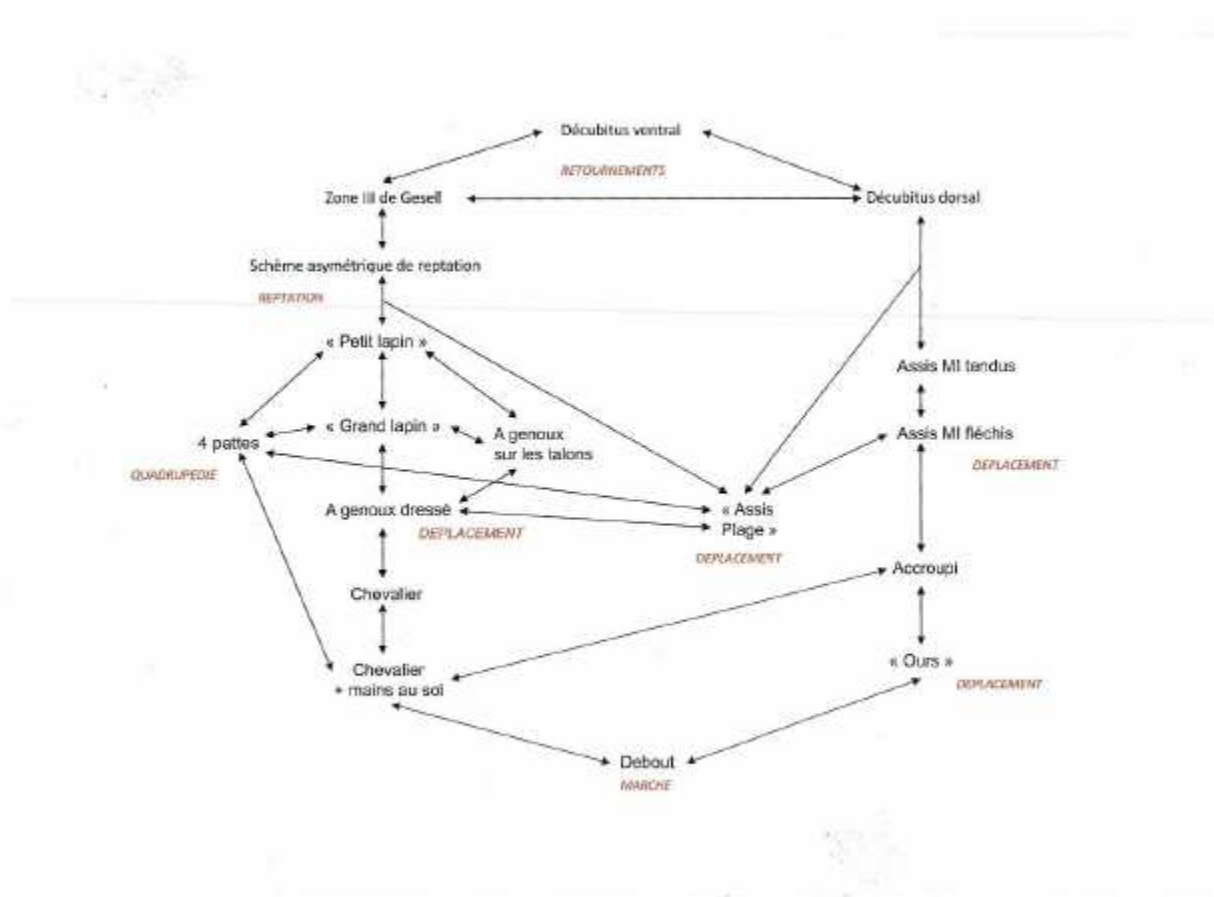 Décubitus ventral
RETOURNEMENTS
Zone III de Gesell
Décubitus dorsal
Schème asymétrique de reptation
REPTATION
« Petit lapin »
Assis MI tendus
« Grand lapin »
A genoux
sur les talons
4 pattes
Assis MI fléchis
QUADRUPEDIE
DEPLACEMENT
A genoux dressé
« Assis
Plage »
DEPLACEMENT
DEPLACEMENT
Accroupi
Chevalier
« Ours »
Chevalier
+ mains au sol
DEPLACEMENT
Debout
MARCHE